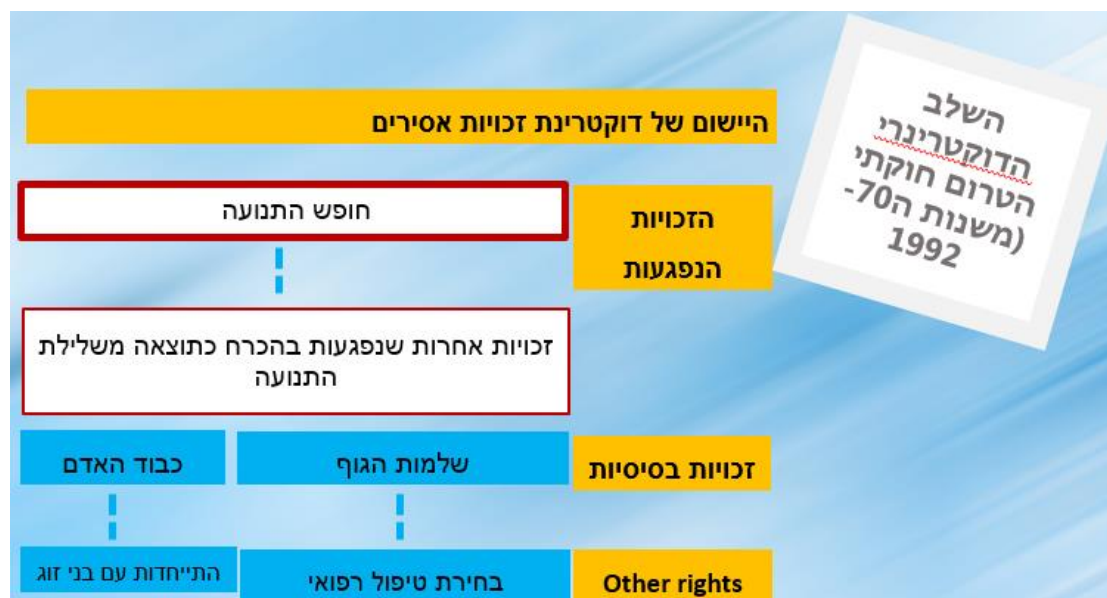 השלב
הדוקטרינרי
הטרום חוקתי
(משנות ה70-
1992
היישום של דוקטרינת זכויות אסירים
הזכויות
הנפגעות
חופש התנועה
זכויות אחרות שנפגעות בהכרח כתוצאה משלילת
התנועה
זכויות בסיסיות
שלמות הגוף
כבוד האדם
Other rights
בחירת טיפול רפואי
התייחדות עם בני זוג